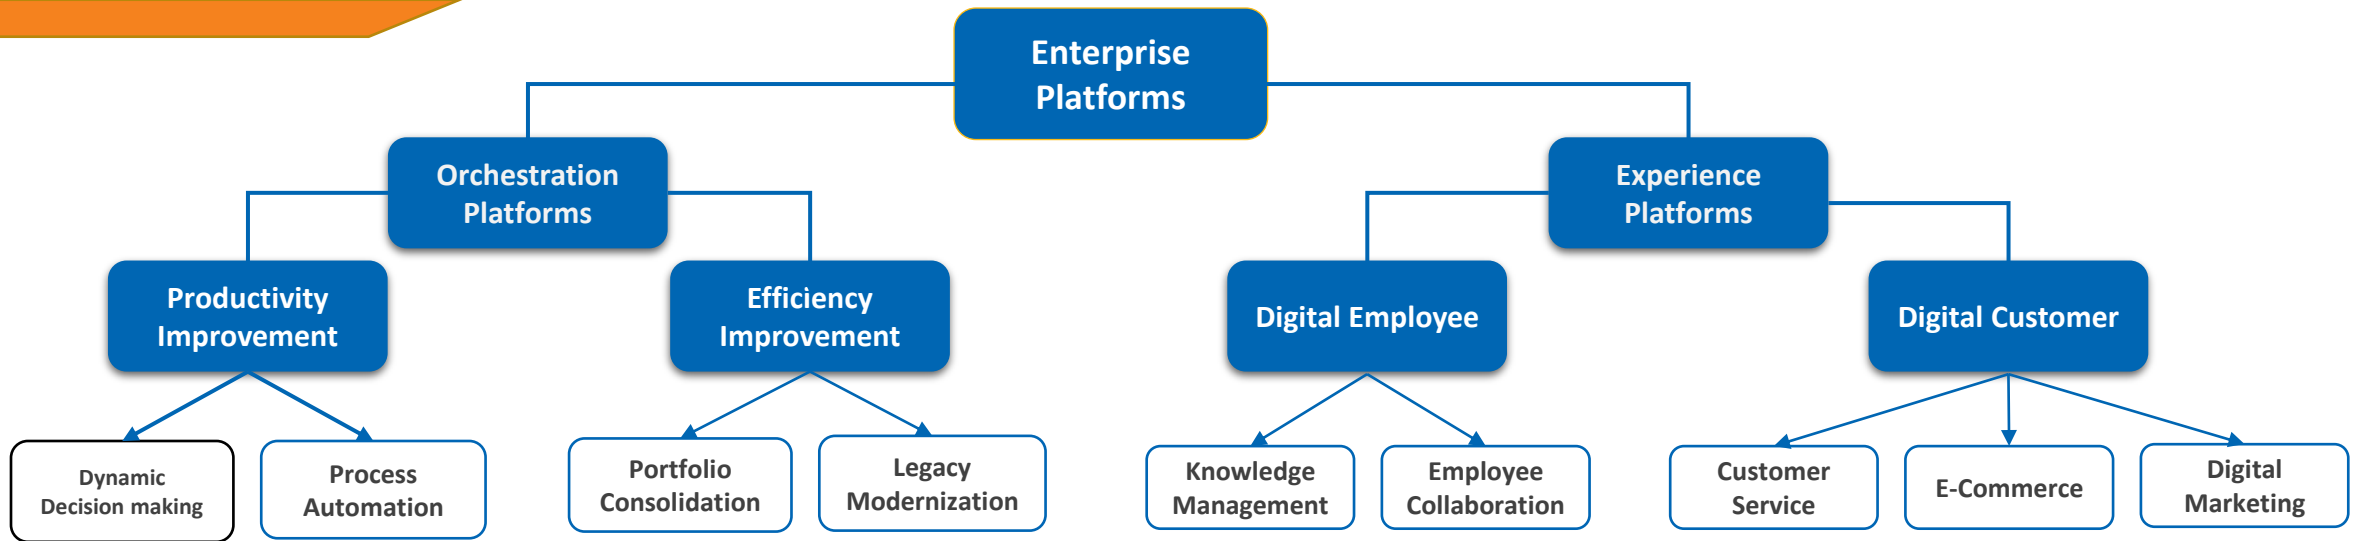 Enterprise
Platforms
Orchestration
Platforms
Experience
Platforms
Productivity
Improvement
Efficiency
Improvement
Digital Employee
Digital Customer
Dynamic
Decision making
Process
Automation
Portfolio
Consolidation
Legacy
Modernization
Knowledge
Management
Employee
Collaboration
Customer
Service
E-Commerce
Digital
Marketing